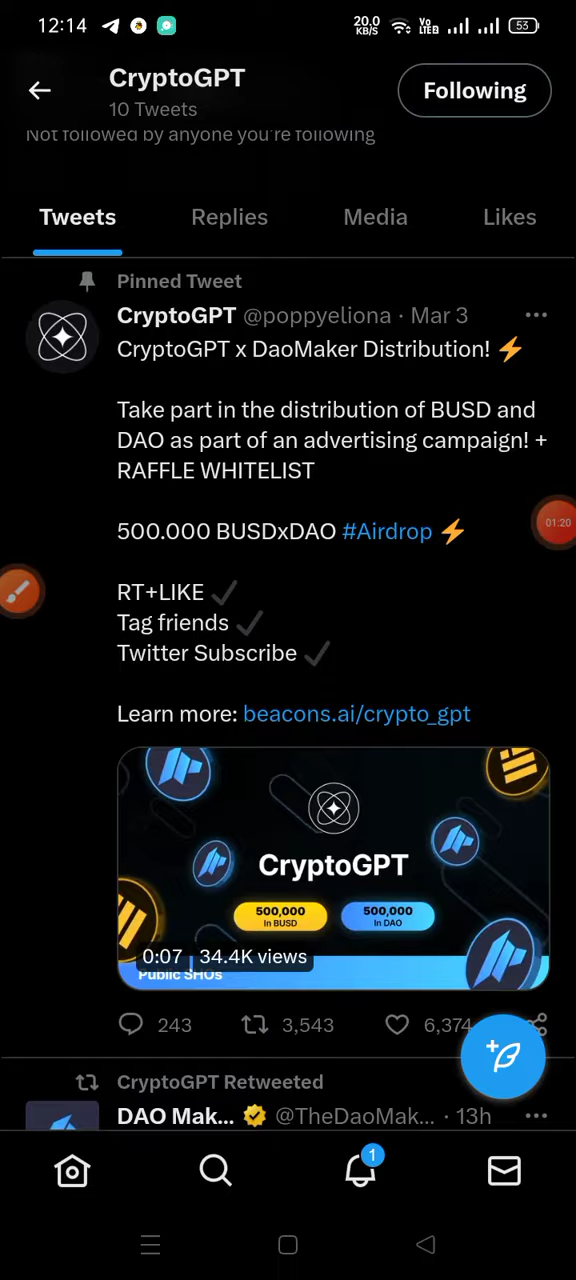 12:14
20.0
KB/S
Vo
LTE 2
53
CryptoGPT
10 Tweets
Following
Not followed by anyone you're following
Tweets
Replies
Media
Likes
Pinned Tweet
CryptoGPT @poppyeliona · Mar 3
CryptoGPT x DaoMaker Distribution! ⚡
Take part in the distribution of BUSD and
DAO as part of an advertising campaign! +
RAFFLE WHITELIST
500.000 BUSDxDAO #Airdrop ⚡
01:20
RT+LIKE ✔
Tag friends ✔
Twitter Subscribe ✔
Learn more: beacons.ai/crypto_gpt
CryptoGPT
500,000
In BUSD
500,000
In DAO
0:07 34.4K views
Public SHOs
243
3,543
6,374
CryptoGPT Retweeted
DAO Mak... @TheDaoMak... · 13h
1